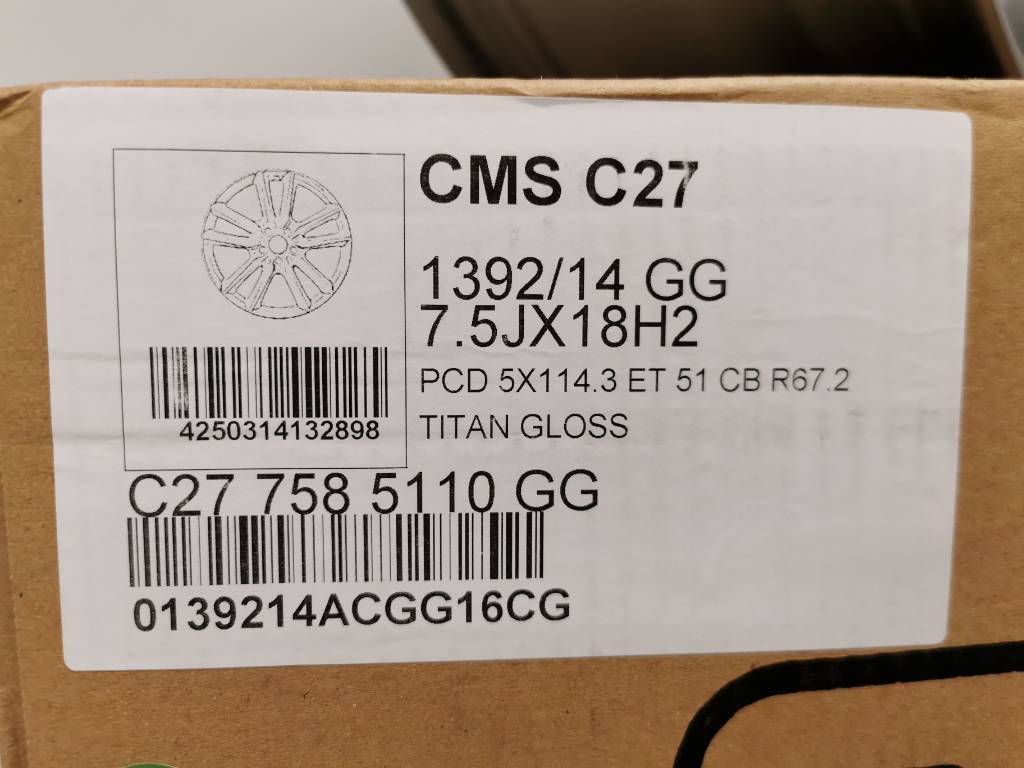 CMS C27
1392/14 GG
7.5JX18H2
PCD 5X114.3 ET 51 CB R67.2
TITAN GLOSS
4250314132898
C27 758 5110 GG
0139214ACGG16CG